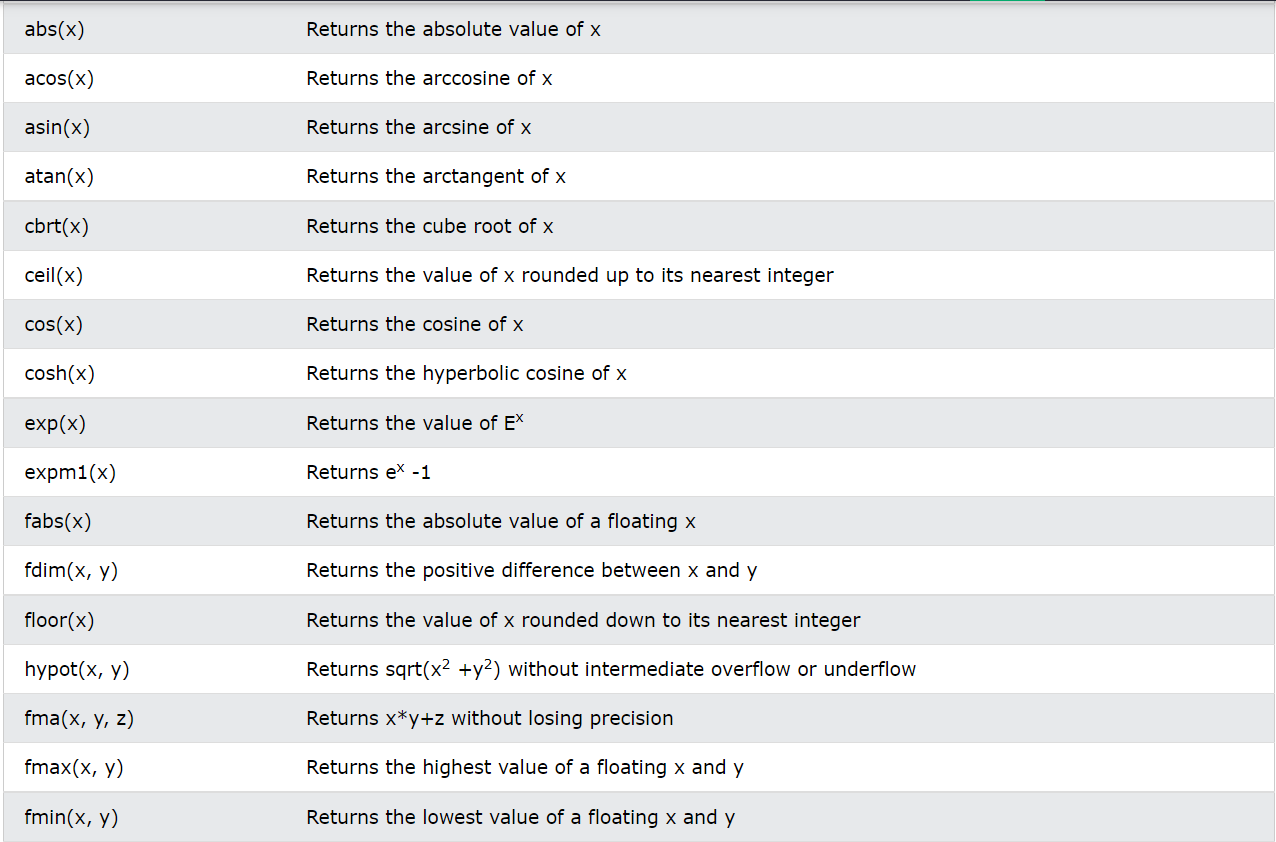 abs(x) Returns the absolute value of x
acos(x) Returns the arccosine of x
asin(x) Returns the arcsine of x
atan(x) Returns the arctangent of x
cbrt(x) Returns the cube root of x
ceil(x) Returns the value of x rounded up to its nearest integer
cos(x) Returns the cosine of x
cosh(x) Returns the hyperbolic cosine of x
exp(x) Returns the value of Eˣ
expm1(x) Returns eˣ -1
fabs(x) Returns the absolute value of a floating x
fdim(x, y) Returns the positive difference between x and y
floor(x) Returns the value of x rounded down to its nearest integer
hypot(x, y) Returns sqrt(x² +y²) without intermediate overflow or underflow
fma(x, y, z) Returns x*y+z without losing precision
fmax(x, y) Returns the highest value of a floating x and y
fmin(x, y) Returns the lowest value of a floating x and y